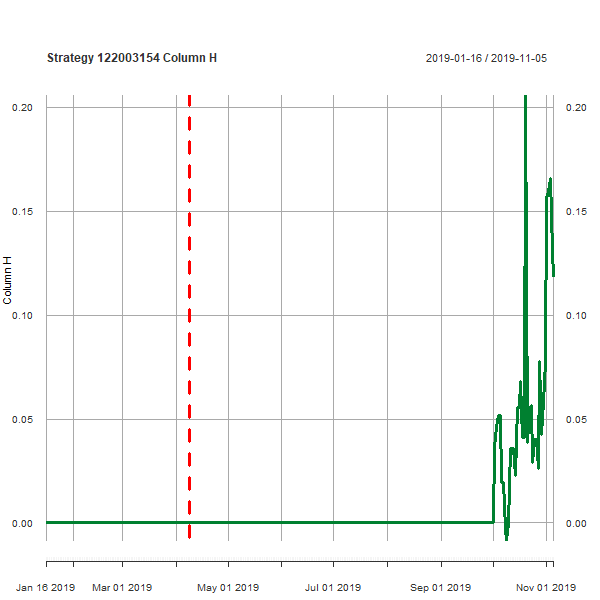 Strategy 122003154 Column H
2019-01-16 / 2019-11-05
0.20 0.20
0.15 0.15
Column H
0.10 0.10
0.05 0.05
0.00 0.00
Jan 16 2019 Mar 01 2019 May 01 2019 Jul 01 2019 Sep 01 2019 Nov 01 2019